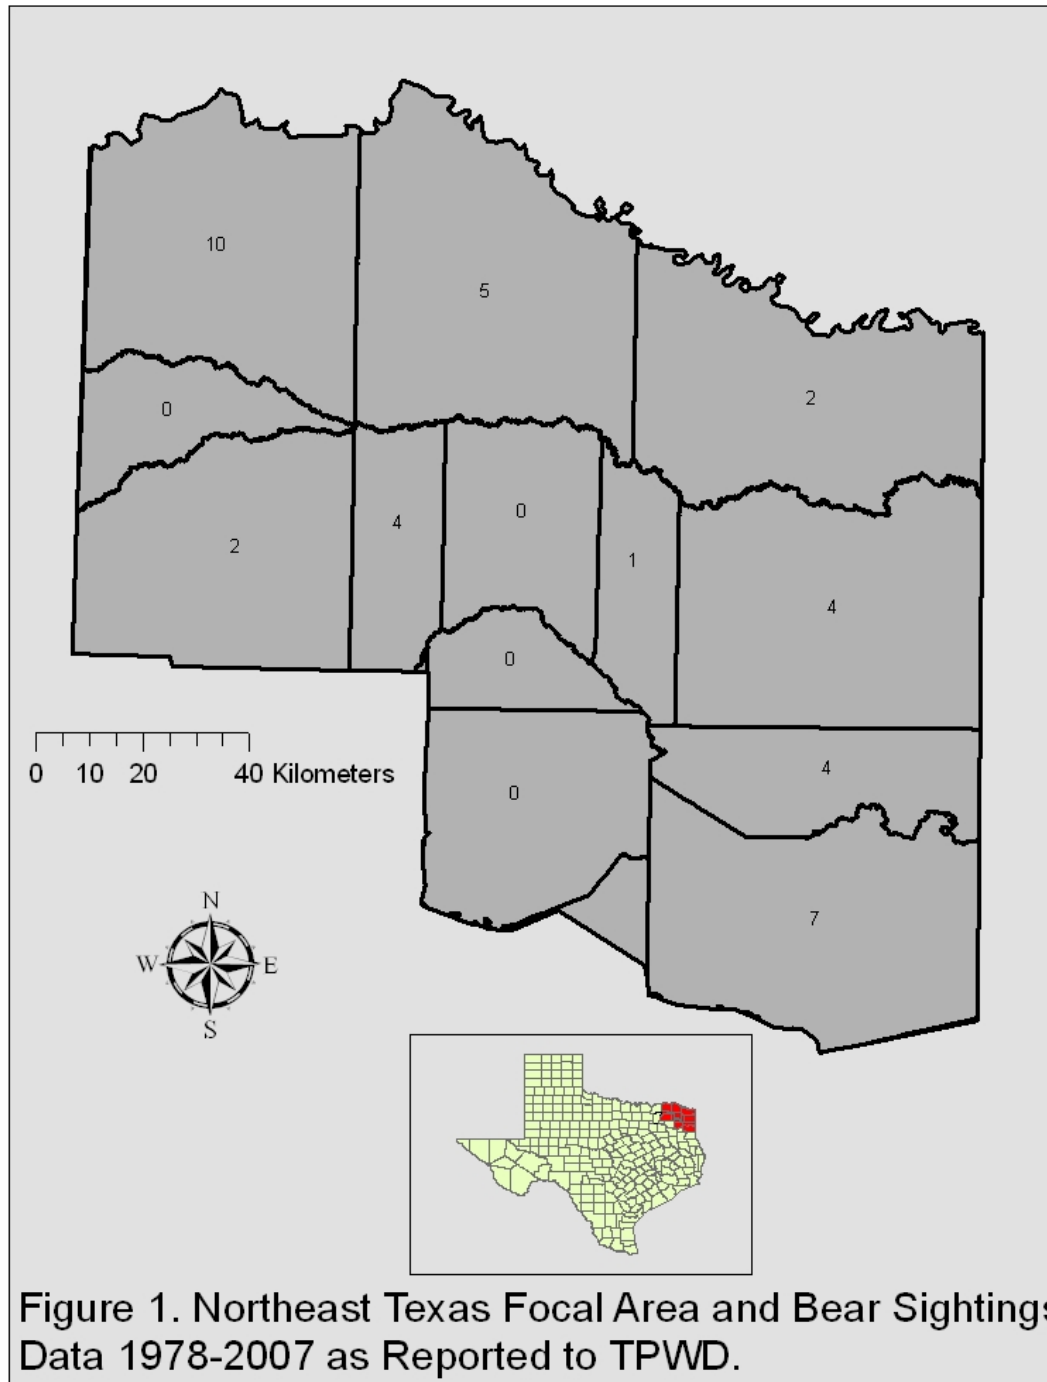 10
5
2
0
4
0
2
1
4
0
4
0
0 10 20 40 Kilometers
7
N
W E
S
Figure 1. Northeast Texas Focal Area and Bear Sightings
Data 1978-2007 as Reported to TPWD.